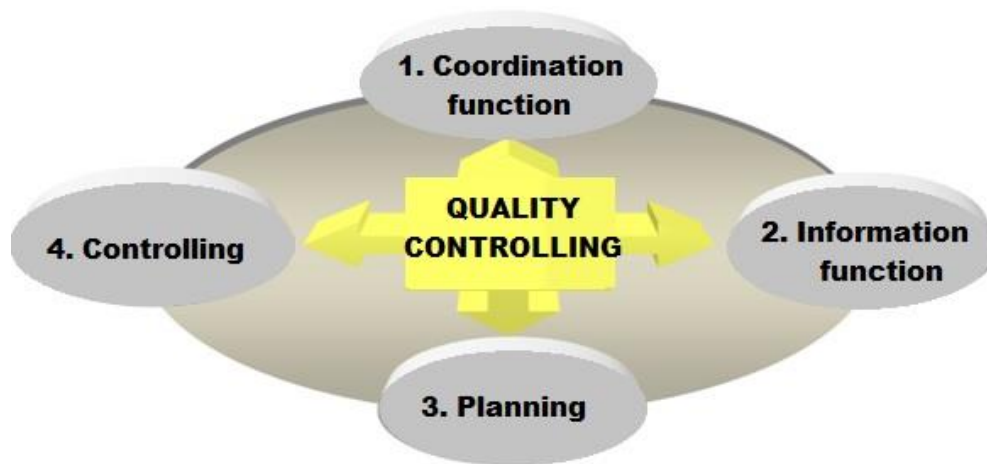 1. Coordination
function
QUALITY
CONTROLLING
4. Controlling
2. Information
function
3. Planning